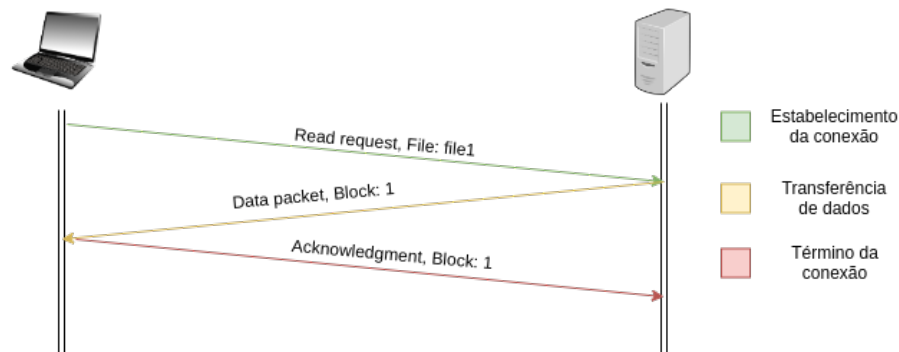 Read request, File: file1
Data packet, Block: 1
Acknowledgment, Block: 1
Estabelecimento
da conexão
Transferência
de dados
Término da
conexão